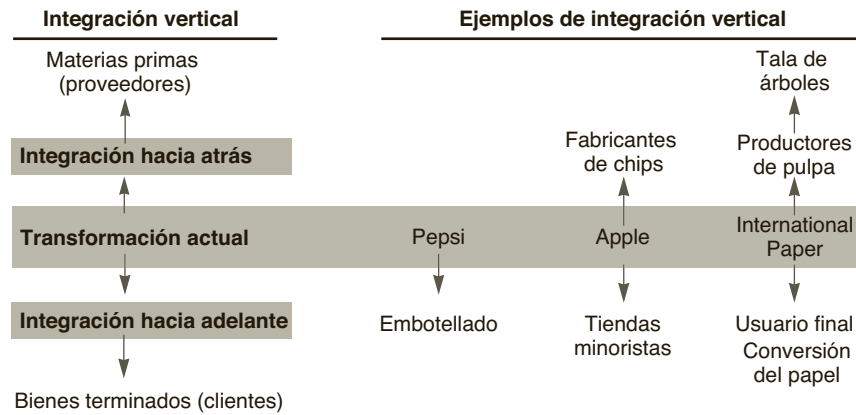 Integración vertical
Ejemplos de integración vertical
Materias primas
(proveedores)
Tala de
árboles
Integración hacia atrás
Fabricantes
de chips
Productores
de pulpa
Transformación actual
Pepsi
Apple
International
Paper
Integración hacia adelante
Embotellado
Tiendas
minoristas
Usuario final
Conversión
del papel
Bienes terminados (clientes)